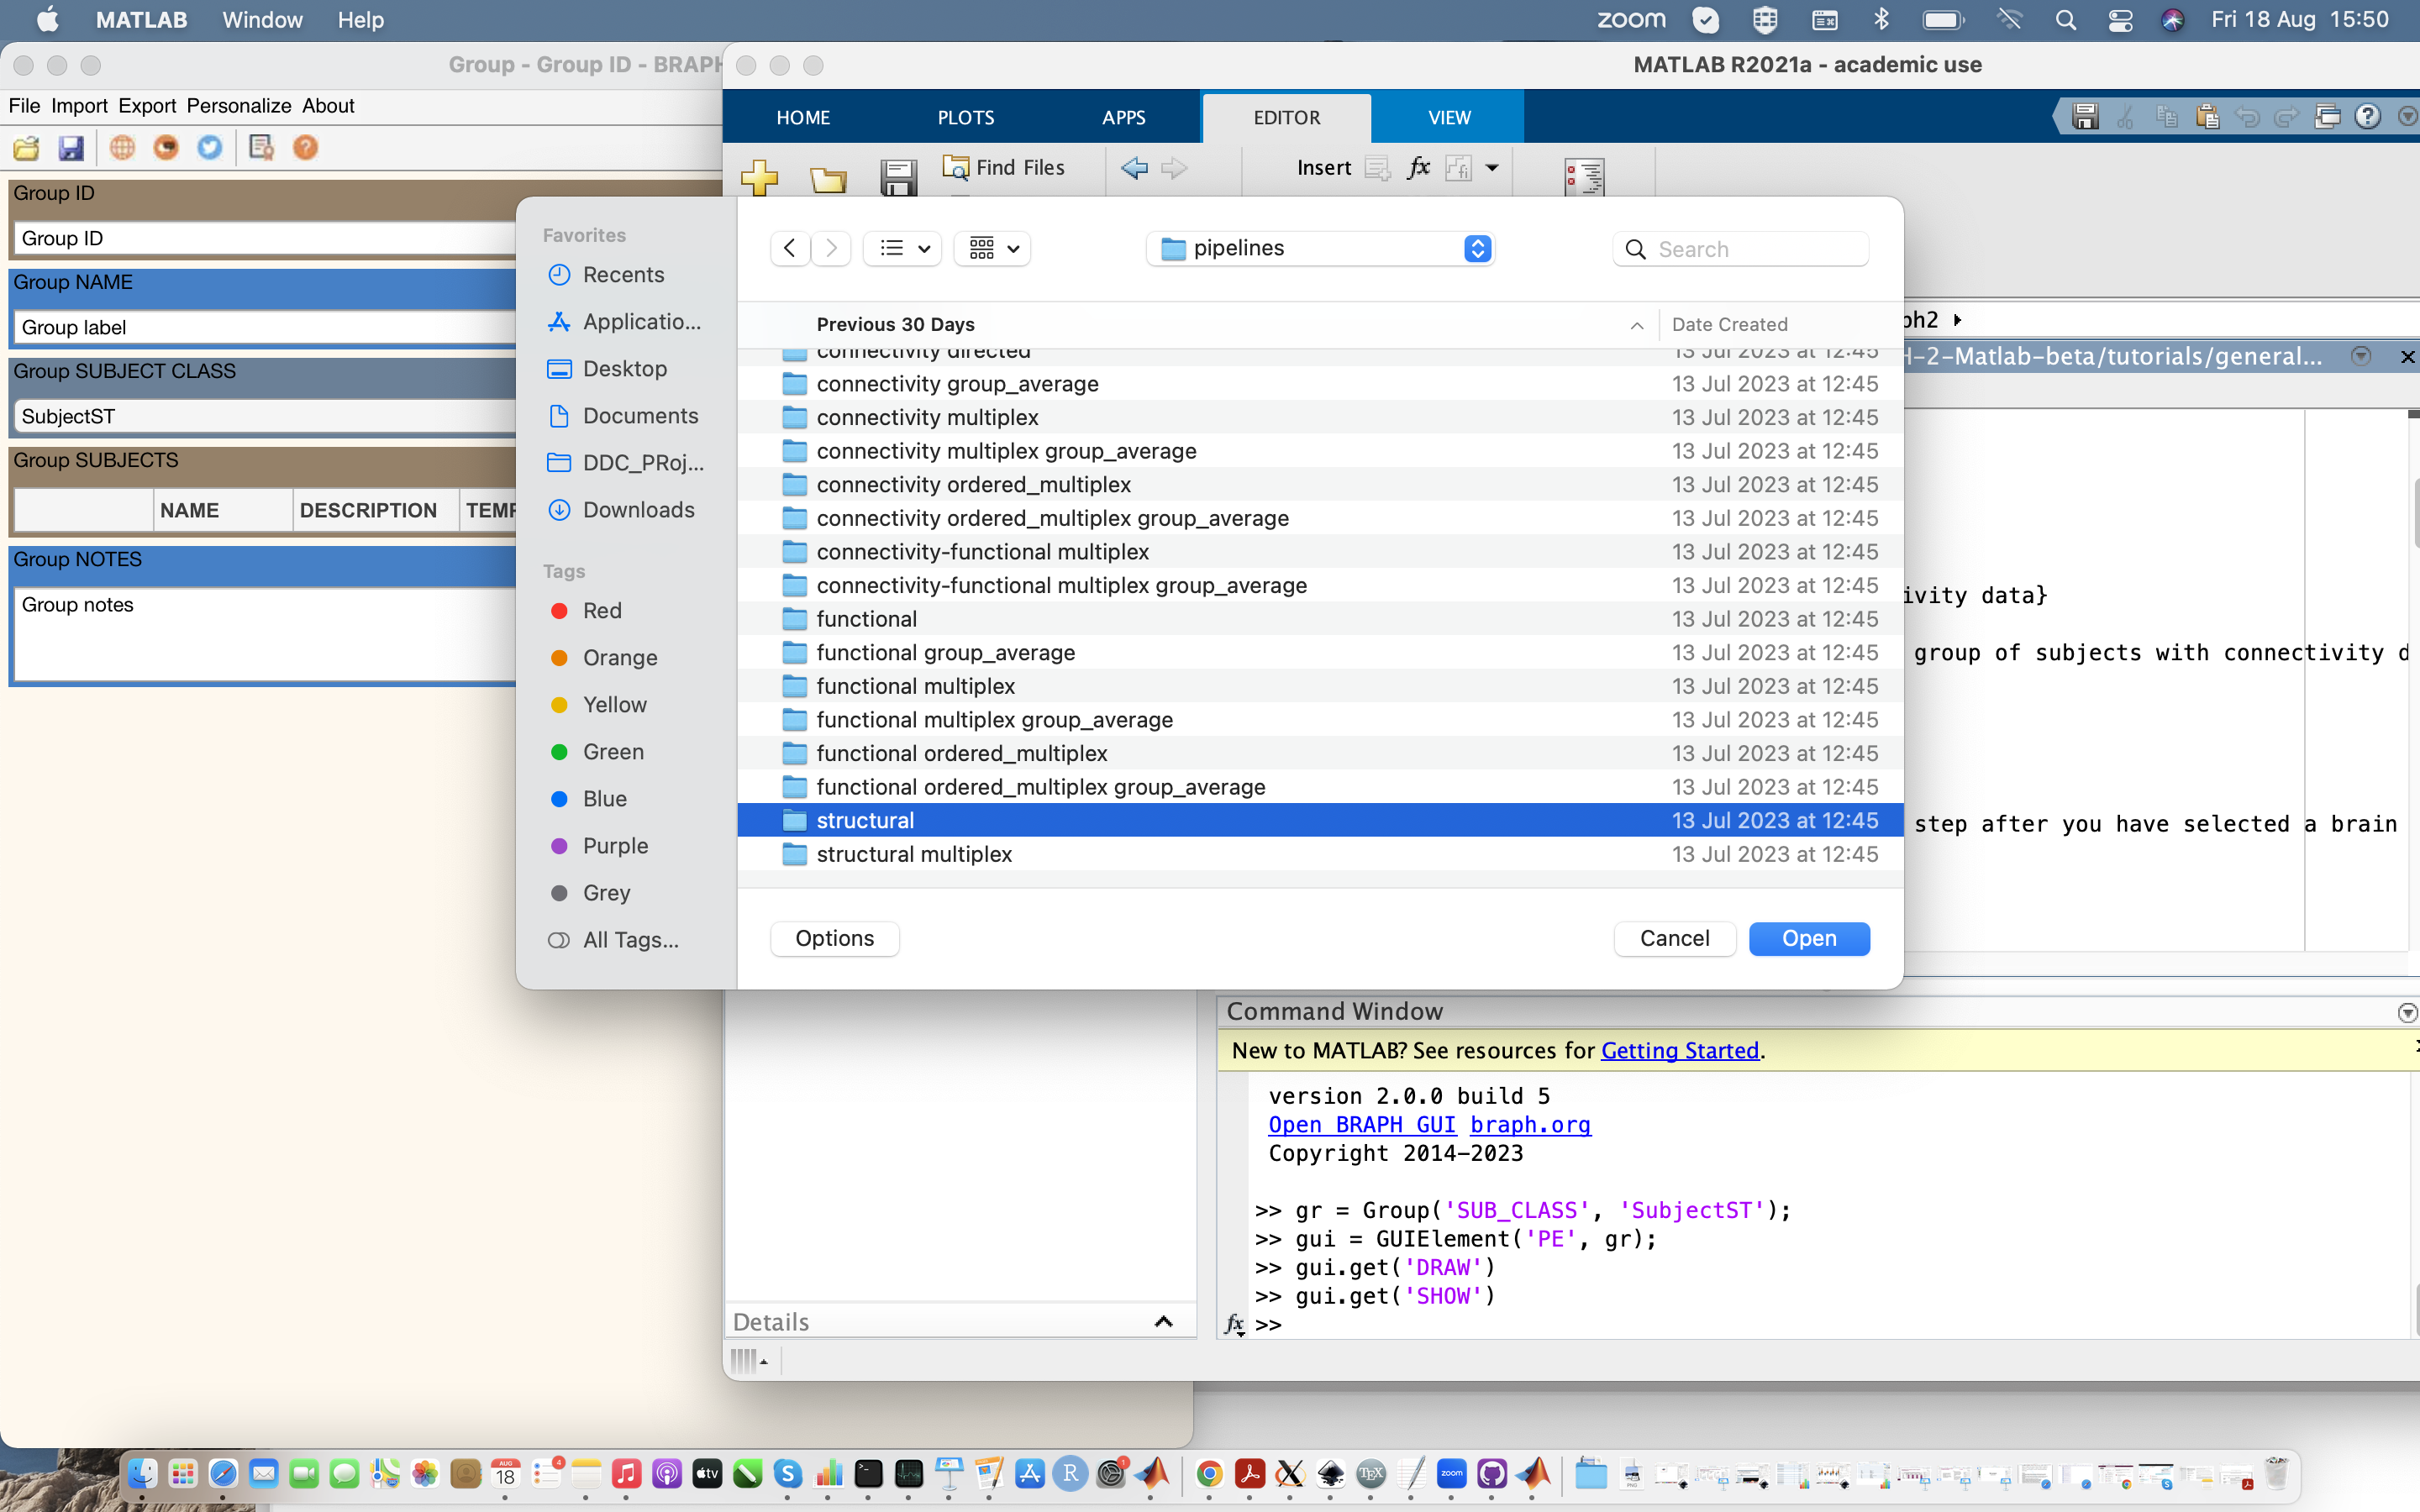 MATLAB Window Help
zoom
Fri 18 Aug 15:50
Group - Group ID - BRAPH
File Import Export Personalize About
Group ID
Group ID
Group NAME
Group label
Group SUBJECT CLASS
SubjectST
Group SUBJECTS
NAME DESCRIPTION TEMP
Group NOTES
Group notes
MATLAB R2021a - academic use
HOME PLOTS APPS EDITOR VIEW
Find Files
Insert fx
Favorites
Recents
Applicatio...
Desktop
Documents
DDC_PRoj...
Downloads
Tags
Red
Orange
Yellow
Green
Blue
Purple
Grey
All Tags...
pipelines
Search
Previous 30 Days Date Created
connectivity directed 13 Jul 2023 at 12:45
connectivity group_average 13 Jul 2023 at 12:45
connectivity multiplex 13 Jul 2023 at 12:45
connectivity multiplex group_average 13 Jul 2023 at 12:45
connectivity ordered_multiplex 13 Jul 2023 at 12:45
connectivity ordered_multiplex group_average 13 Jul 2023 at 12:45
connectivity-functional multiplex 13 Jul 2023 at 12:45
connectivity-functional multiplex group_average 13 Jul 2023 at 12:45
functional 13 Jul 2023 at 12:45
functional group_average 13 Jul 2023 at 12:45
functional multiplex 13 Jul 2023 at 12:45
functional multiplex group_average 13 Jul 2023 at 12:45
functional ordered_multiplex 13 Jul 2023 at 12:45
functional ordered_multiplex group_average 13 Jul 2023 at 12:45
structural 13 Jul 2023 at 12:45
structural multiplex 13 Jul 2023 at 12:45
Options Cancel Open
ph2
H-2-Matlab-beta/tutorials/general...
ivity data}
group of subjects with connectivity d
step after you have selected a brain
Command Window
New to MATLAB? See resources for Getting Started.
version 2.0.0 build 5
Open BRAPH GUI braph.org
Copyright 2014-2023
>> gr = Group('SUB_CLASS', 'SubjectST');
>> gui = GUIElement('PE', gr);
>> gui.get('DRAW')
>> gui.get('SHOW')
fx >>
Details
AUG
18
4
tv
1
R
TEX
zoom